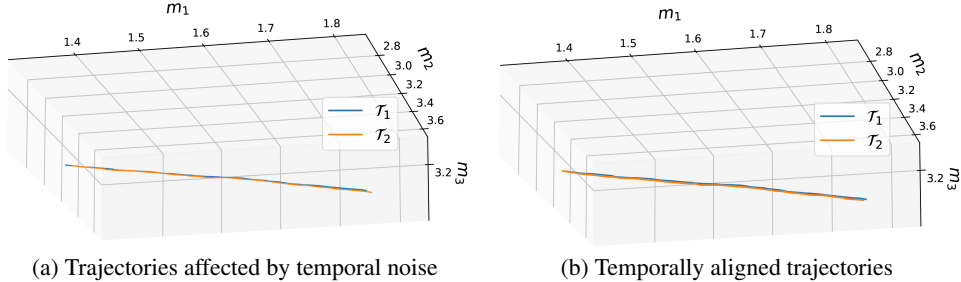 m1
1.4 1.5 1.6 1.7 1.8
2.8
m2
3.0
3.2
3.4
3.6
T1
T2
3.2
m3
(a) Trajectories affected by temporal noise
m1
1.4 1.5 1.6 1.7 1.8
2.8
m2
3.0
3.2
3.4
3.6
T1
T2
3.2
m3
(b) Temporally aligned trajectories